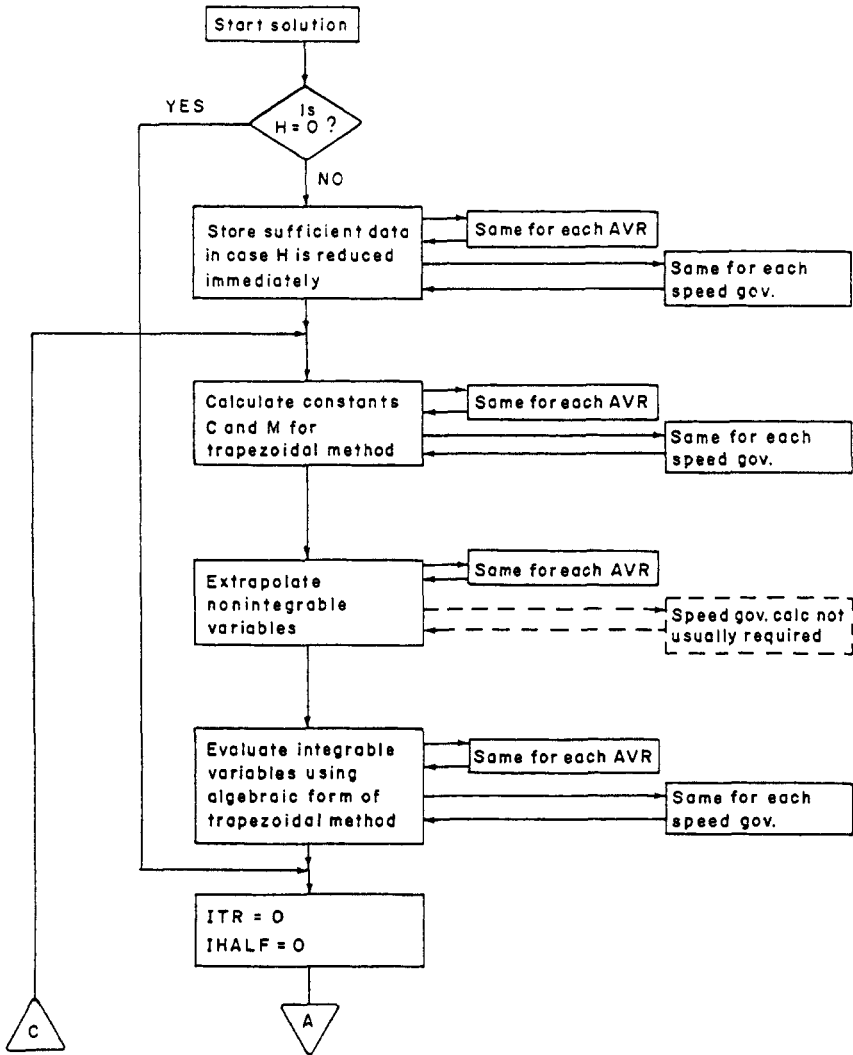 Start solution
YES
Is
H = 0 ?
NO
Store sufficient data
in case H is reduced
immediately
Same for each AVR
Same for each
speed gov.
Calculate constants
C and M for
trapezoidal method
Same for each AVR
Same for each
speed gov.
Extrapolate
nonintegrable
variables
Same for each AVR
Speed gov. calc not
usually required
Evaluate integrable
variables using
algebraic form of
trapezoidal method
Same for each AVR
Same for each
speed gov.
ITR = 0
IHALF = 0
C
A